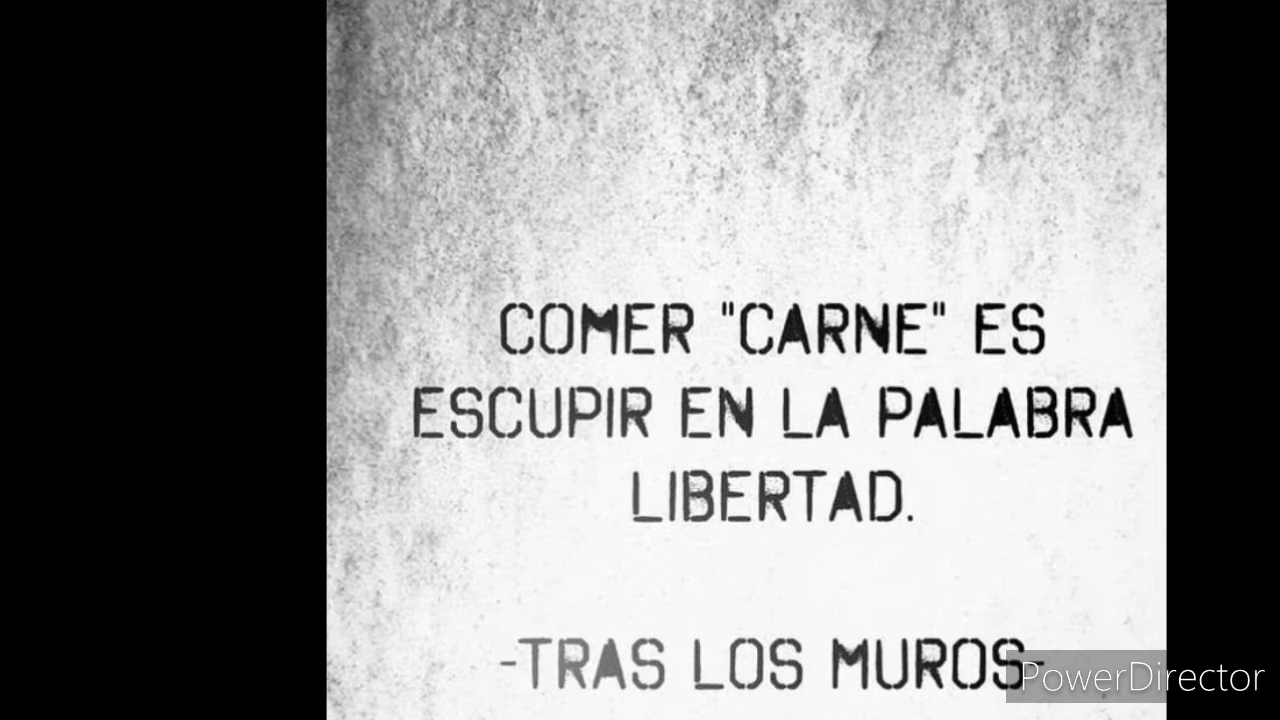 COMER "CARNE" ES
ESCUPIR EN LA PALABRA
LIBERTAD.
-TRAS LOS MUROS-
PowerDirector